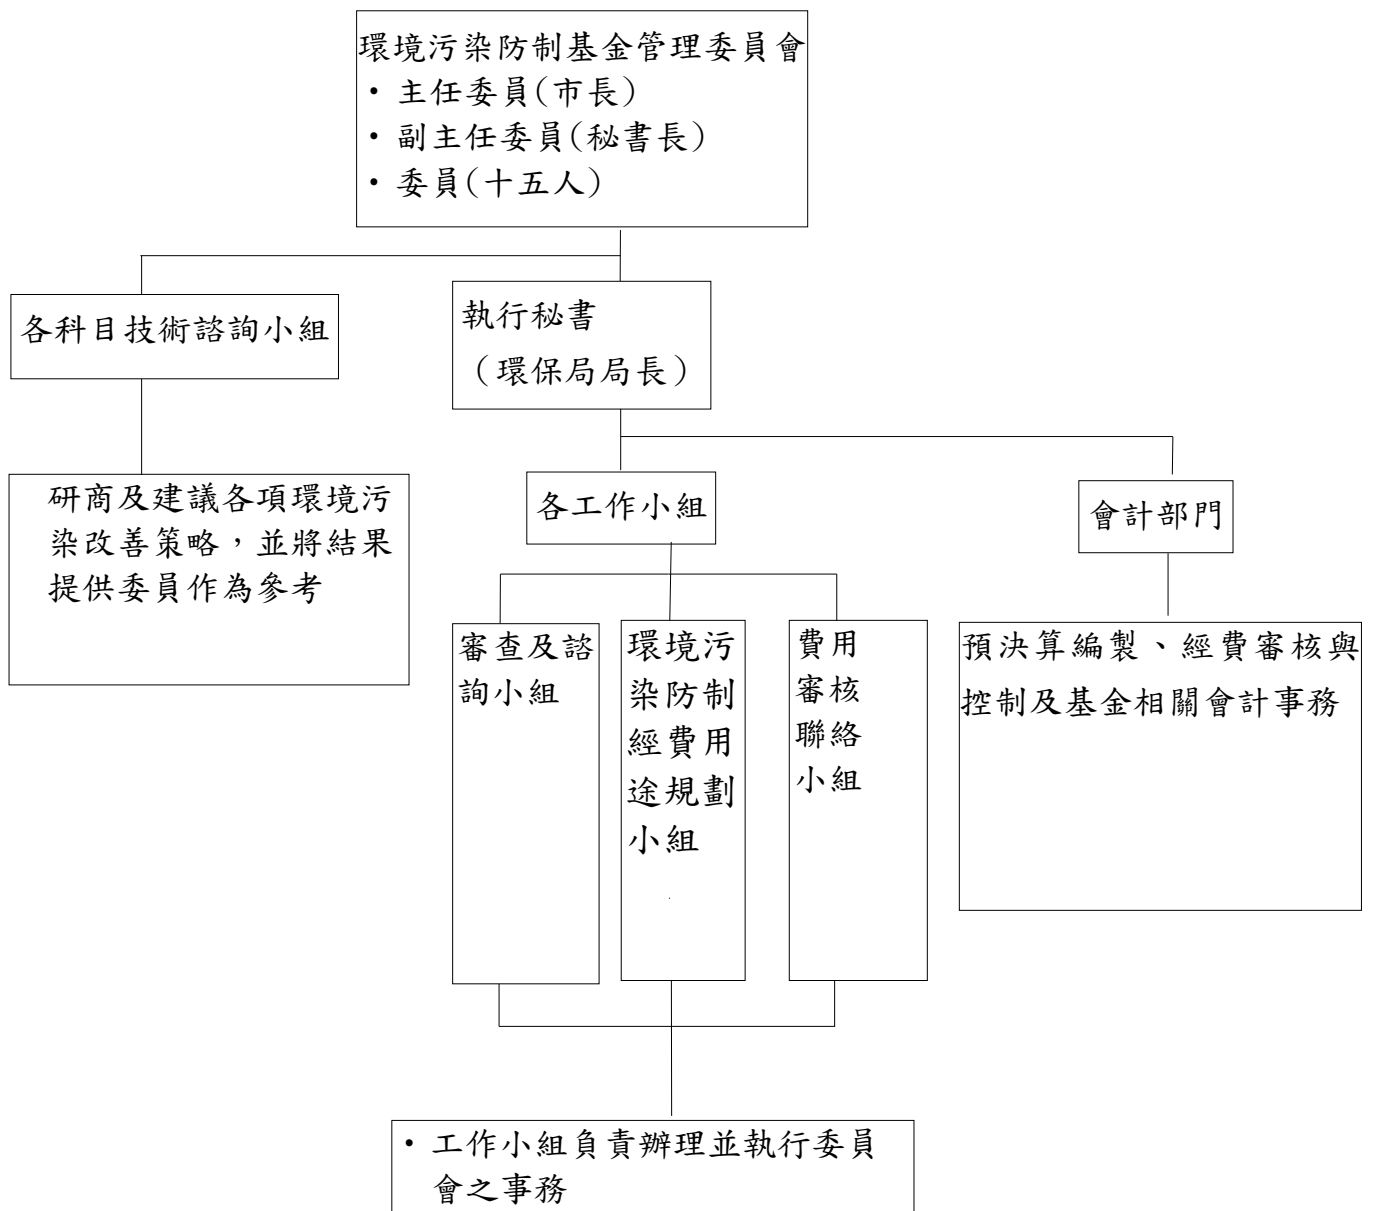 環境污染防制基金管理委員會
・主任委員(市長)
・副主任委員(秘書長)
・委員(十五人)
各科目技術諮詢小組
執行秘書
（環保局局長）
研商及建議各項環境污
染改善策略，並將結果
提供委員作為參考
各工作小組
會計部門
審查及諮
詢小組
環境污
染防制
經費用
途規劃
小組
費用
審核
聯絡
小組
預決算編製、經費審核與
控制及基金相關會計事務
・工作小組負責辦理並執行委員
會之事務